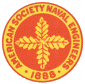 AMERICAN SOCIETY NAVAL ENGINEERS
· 1888 ·